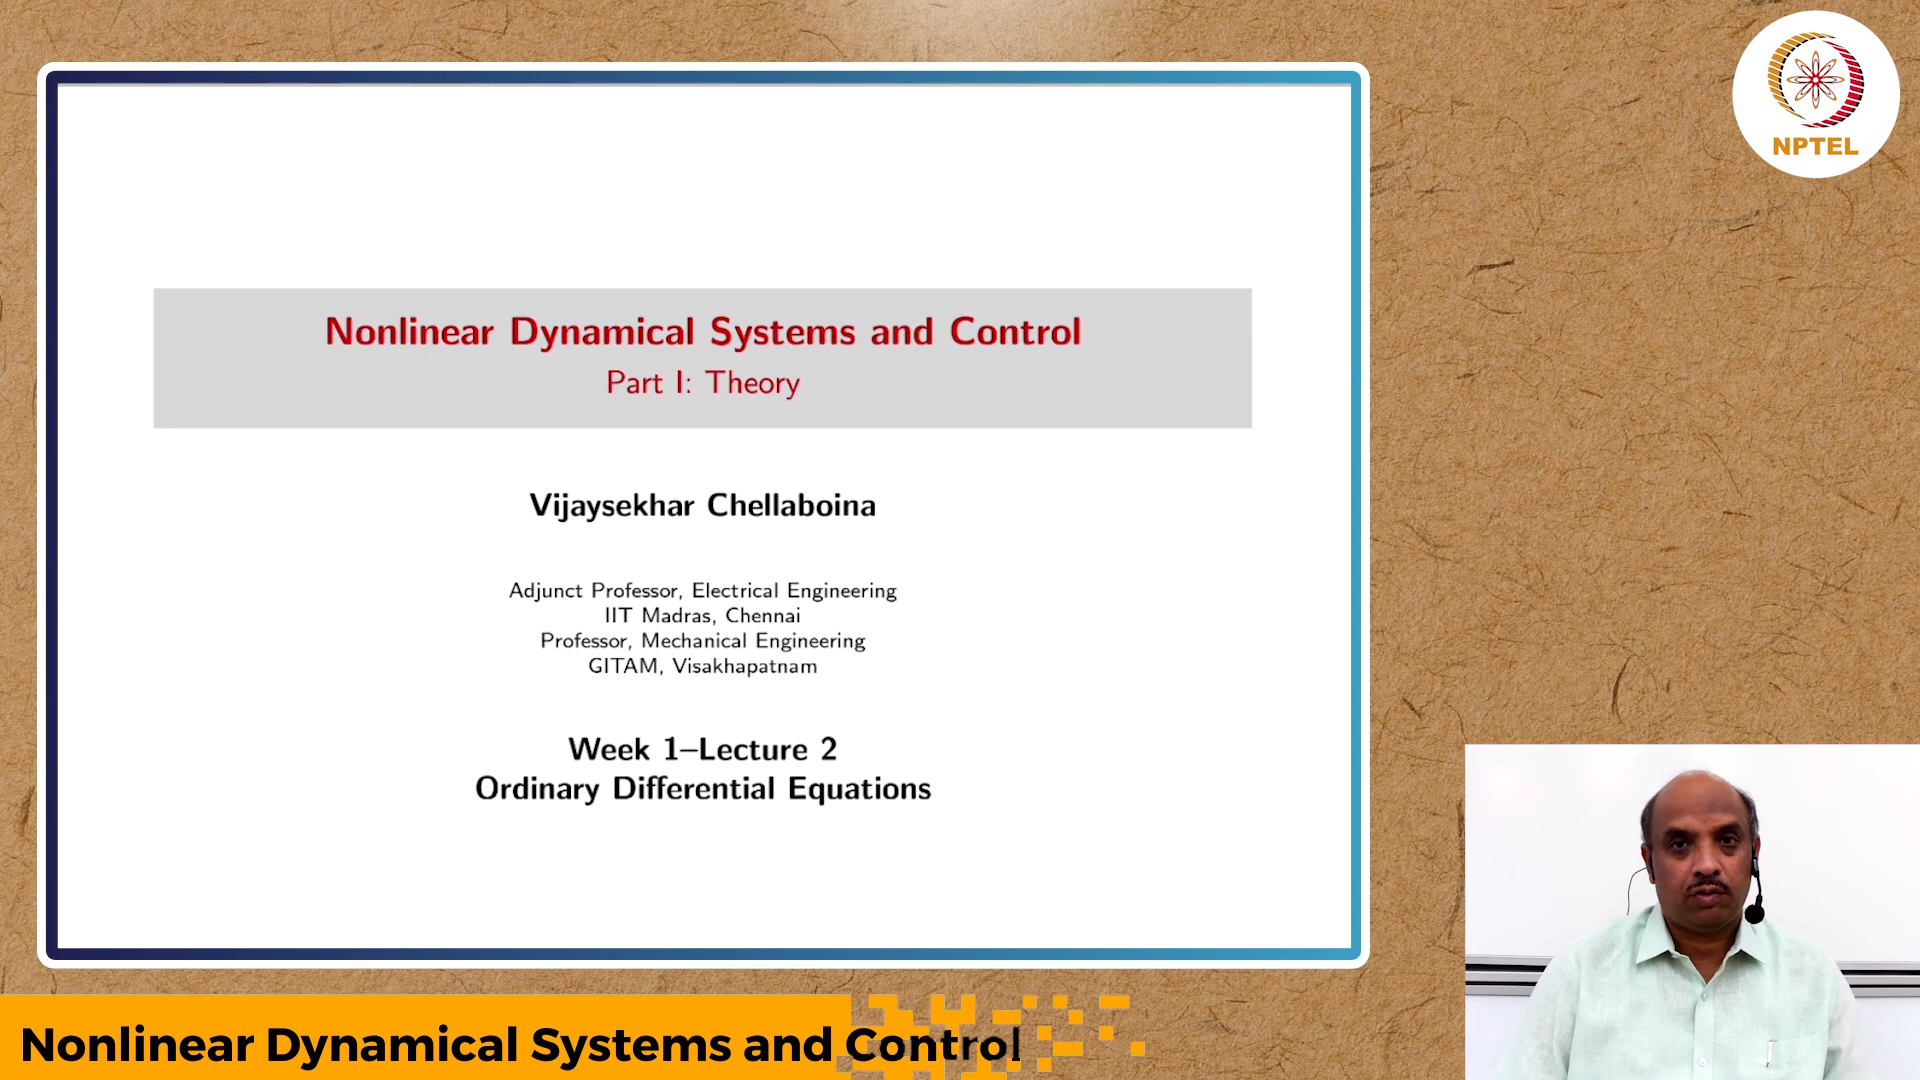 Nonlinear Dynamical Systems and Control
Part I: Theory
Vijaysekhar Chellaboina
Adjunct Professor, Electrical Engineering
IIT Madras, Chennai
Professor, Mechanical Engineering
GITAM, Visakhapatnam
Week 1–Lecture 2
Ordinary Differential Equations
NPTEL
Nonlinear Dynamical Systems and Control